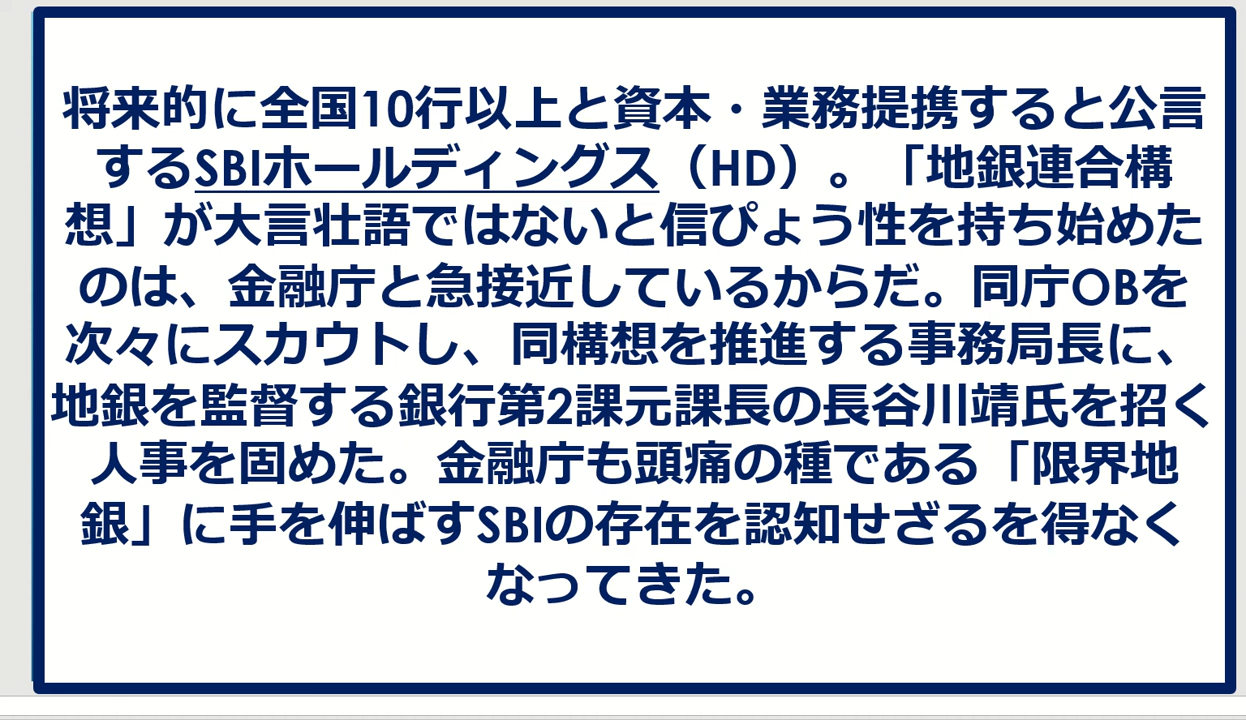 将来的に全国10行以上と資本・業務提携すると公言
するSBIホールディングス（HD）。「地銀連合構
想」が大言壮語ではないと信ぴょう性を持ち始めた
のは、金融庁と急接近しているからだ。同庁OBを
次々にスカウトし、同構想を推進する事務局長に、
地銀を監督する銀行第2課元課長の長谷川靖氏を招く
人事を固めた。金融庁も頭痛の種である「限界地
銀」に手を伸ばすSBIの存在を認知せざるを得なく
なってきた。